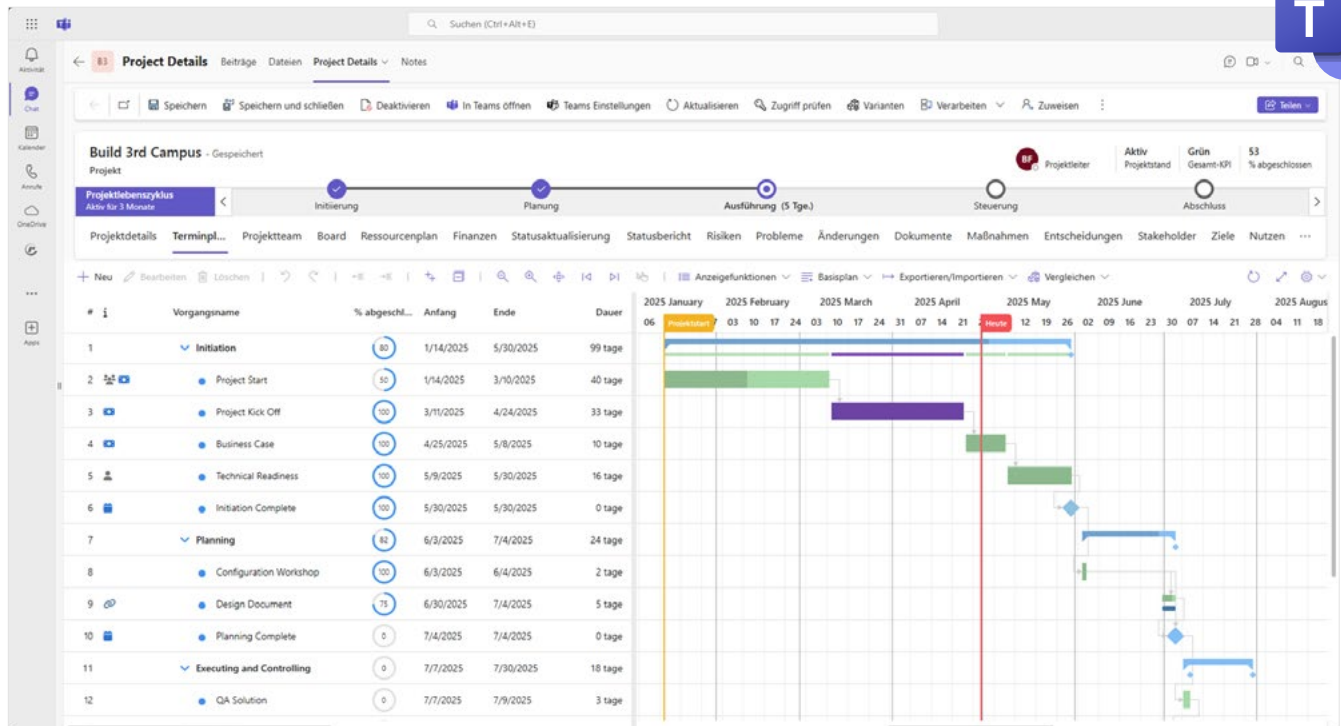 Suchen (Ctrl+Alt+E)
T
Aktivität
Chat
Kalender
Anrufe
OneDrive
Apps
B3 Project Details Beiträge Dateien Project Details Notes
Speichern Speichern und schließen Deaktivieren In Teams öffnen Teams Einstellungen Aktualisieren Zugriff prüfen Varianten Verarbeiten Zuweisen Teilen
Build 3rd Campus - Gespeichert
Projekt
BF Projektleiter
Aktiv Projektstand
Grün Gesamt-KPI
53 % abgeschlossen
Projektlebenszyklus
Aktiv für 3 Monate
Initiierung Planung Ausführung (5 Tge.) Steuerung Abschluss
Projektdetails Terminpl... Projektteam Board Ressourcenplan Finanzen Statusaktualisierung Statusbericht Risiken Probleme Änderungen Dokumente Maßnahmen Entscheidungen Stakeholder Ziele Nutzen ...
+ Neu Bearbeiten Löschen Anzeigefunktionen Basisplan Exportieren/Importieren Vergleichen
# i Vorgangsname % abgeschl... Anfang Ende Dauer
2025 January 2025 February 2025 March 2025 April 2025 May 2025 June 2025 July 2025 Augus
06 Projektstart 7 03 10 17 24 03 10 17 24 31 07 14 21 Heute 12 19 26 02 09 16 23 30 07 14 21 28 04 11 18
1 Initiation 80 1/14/2025 5/30/2025 99 tage
2 Project Start 50 1/14/2025 3/10/2025 40 tage
3 Project Kick Off 100 3/11/2025 4/24/2025 33 tage
4 Business Case 100 4/25/2025 5/8/2025 10 tage
5 Technical Readiness 100 5/9/2025 5/30/2025 16 tage
6 Initiation Complete 100 5/30/2025 5/30/2025 0 tage
7 Planning 82 6/3/2025 7/4/2025 24 tage
8 Configuration Workshop 100 6/3/2025 6/4/2025 2 tage
9 Design Document 75 6/30/2025 7/4/2025 5 tage
10 Planning Complete 0 7/4/2025 7/4/2025 0 tage
11 Executing and Controlling 0 7/7/2025 7/30/2025 18 tage
12 QA Solution 0 7/7/2025 7/9/2025 3 tage